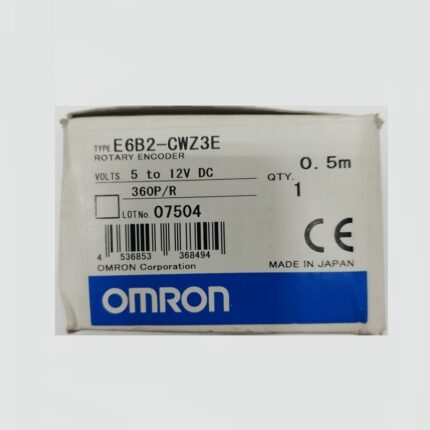 TYPE E6B2-CWZ3E
ROTARY ENCODER
0.5m
VOLTS 5 to 12V DC
QTY.
360P/R
1
LOT No. 07504
4 536853 368494
CE
OMRON Corporation
MADE IN JAPAN
OMRON